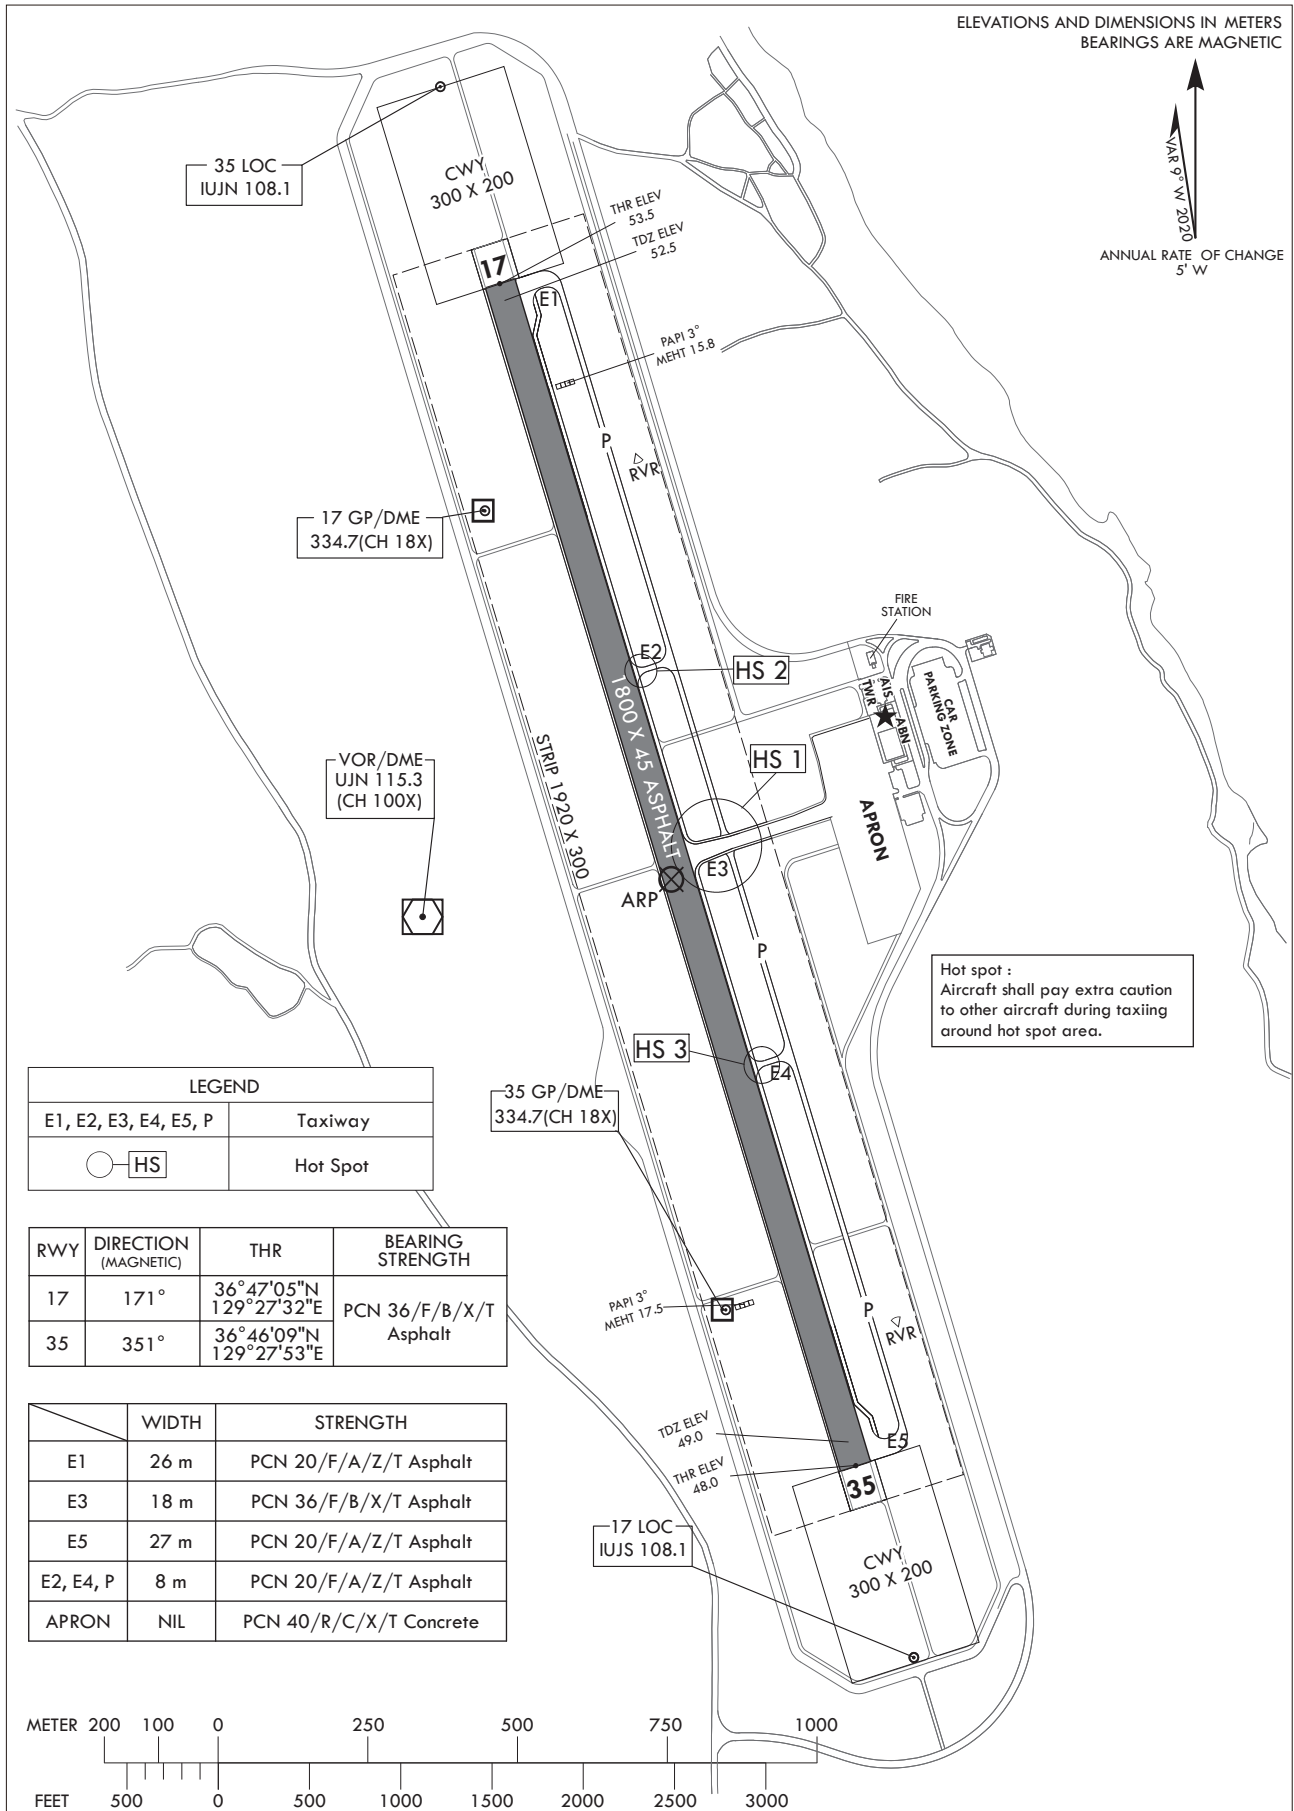 ELEVATIONS AND DIMENSIONS IN METERS
BEARINGS ARE MAGNETIC
VAR 9° W 2020
ANNUAL RATE OF CHANGE
5' W
35 LOC
IUJN 108.1
CWY
300 X 200
THR ELEV
53.5
TDZ ELEV
52.5
17
E1
PAPI 3°
MEHT 15.8
P
RVR
17 GP/DME
334.7(CH 18X)
FIRE
STATION
E2
HS 2
AIS
TWR
ABN
CAR
PARKING ZONE
1800 X 45 ASPHALT
STRIP 1920 X 300
HS 1
VOR/DME
UJN 115.3
(CH 100X)
APRON
E3
ARP
P
Hot spot :
Aircraft shall pay extra caution
to other aircraft during taxiing
around hot spot area.
HS 3
E4
35 GP/DME
334.7(CH 18X)
LEGEND
E1, E2, E3, E4, E5, P Taxiway
HS Hot Spot
RWY DIRECTION (MAGNETIC) THR BEARING STRENGTH
17 171° 36°47'05"N 129°27'32"E PCN 36/F/B/X/T Asphalt
35 351° 36°46'09"N 129°27'53"E
PAPI 3°
MEHT 17.5
P
RVR
TDZ ELEV
49.0
THR ELEV
48.0
E5
35
17 LOC
IUJS 108.1
CWY
300 X 200
WIDTH STRENGTH
E1 26 m PCN 20/F/A/Z/T Asphalt
E3 18 m PCN 36/F/B/X/T Asphalt
E5 27 m PCN 20/F/A/Z/T Asphalt
E2, E4, P 8 m PCN 20/F/A/Z/T Asphalt
APRON NIL PCN 40/R/C/X/T Concrete
METER 200 100 0 250 500 750 1000
FEET 500 0 500 1000 1500 2000 2500 3000